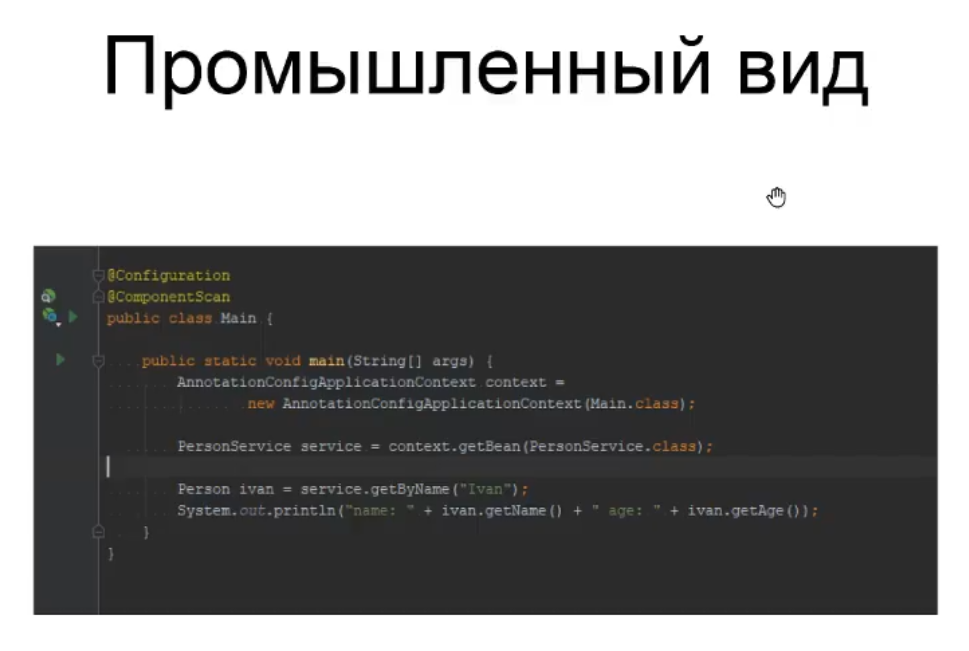 Промышленный вид
@Configuration
@ComponentScan
public class Main {
public static void main(String[] args) {
AnnotationConfigApplicationContext context =
new AnnotationConfigApplicationContext(Main.class);
PersonService service = context.getBean(PersonService.class);
Person ivan = service.getByName("Ivan");
System.out.println("name: " + ivan.getName() + " age: " + ivan.getAge());
}
}